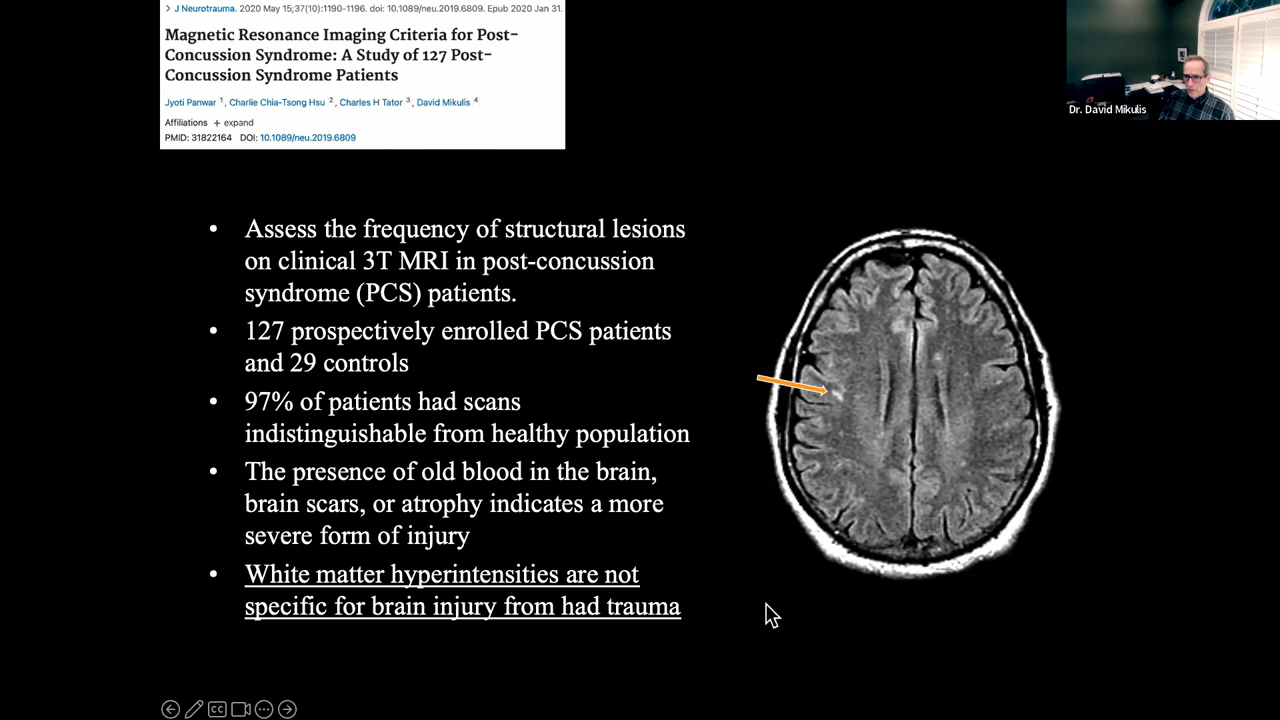 > J Neurotrauma. 2020 May 15;37(10):1190-1196. doi: 10.1089/neu.2019.6809. Epub 2020 Jan 31.
Magnetic Resonance Imaging Criteria for Post-
Concussion Syndrome: A Study of 127 Post-
Concussion Syndrome Patients
Jyoti Panwar 1, Charlie Chia-Tsong Hsu 2, Charles H Tator 3, David Mikulis 4
Affiliations + expand
PMID: 31822164 DOI: 10.1089/neu.2019.6809
Dr. David Mikulis
• Assess the frequency of structural lesions
on clinical 3T MRI in post-concussion
syndrome (PCS) patients.
• 127 prospectively enrolled PCS patients
and 29 controls
• 97% of patients had scans
indistinguishable from healthy population
• The presence of old blood in the brain,
brain scars, or atrophy indicates a more
severe form of injury
• White matter hyperintensities are not
specific for brain injury from had trauma
CC